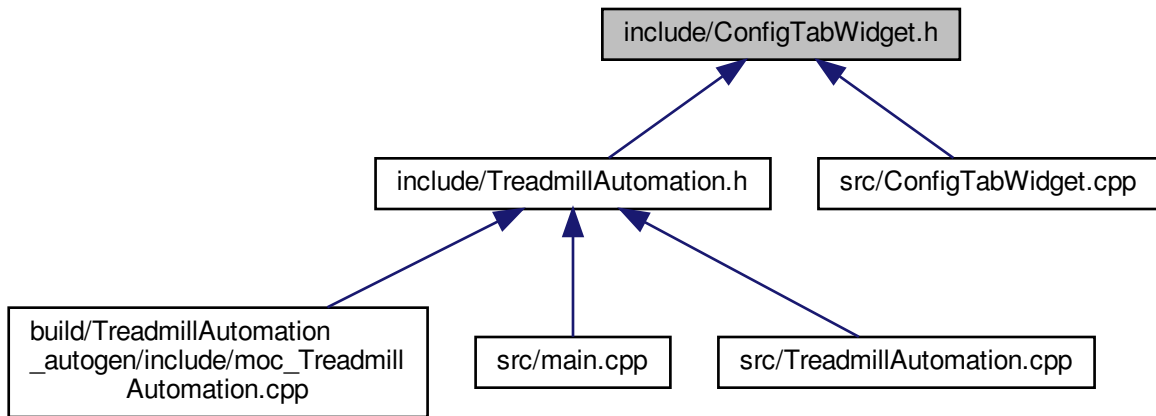 include/ConfigTabWidget.h
include/TreadmillAutomation.h
src/ConfigTabWidget.cpp
build/TreadmillAutomation
_autogen/include/moc_Treadmill
Automation.cpp
src/main.cpp
src/TreadmillAutomation.cpp